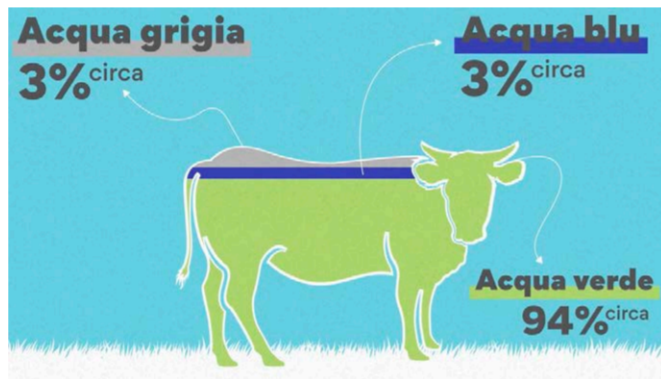 Acqua grigia
3% circa
Acqua blu
3% circa
Acqua verde
94% circa